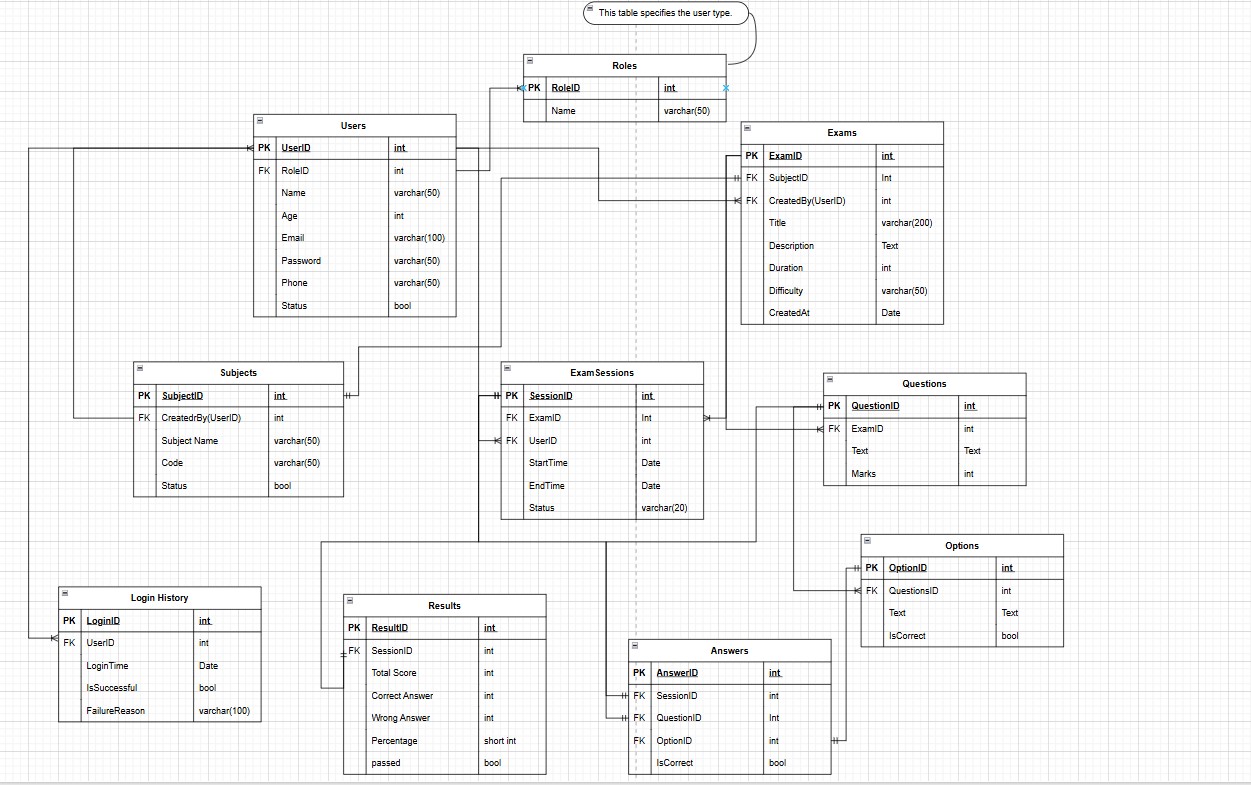 This table specifies the user type.
Roles
PK RoleID int
Name varchar(50)
Users
PK UserID int
FK RoleID int
Name varchar(50)
Age int
Email varchar(100)
Password varchar(50)
Phone varchar(50)
Status bool
Exams
PK ExamID int
FK SubjectID Int
FK CreatedBy(UserID) int
Title varchar(200)
Description Text
Duration int
Difficulty varchar(50)
CreatedAt Date
Subjects
PK SubjectID int
FK CreatedrBy(UserID) int
Subject Name varchar(50)
Code varchar(50)
Status bool
ExamSessions
PK SessionID int
FK ExamID Int
FK UserID int
StartTime Date
EndTime Date
Status varchar(20)
Questions
PK QuestionID int
FK ExamID int
Text Text
Marks int
Options
PK OptionID int
FK QuestionsID int
Text Text
IsCorrect bool
Login History
PK LoginID int
FK UserID int
LoginTime Date
IsSuccessful bool
FailureReason varchar(100)
Results
PK ResultID int
FK SessionID int
Total Score int
Correct Answer int
Wrong Answer int
Percentage short int
passed bool
Answers
PK AnswerID int
FK SessionID int
FK QuestionID Int
FK OptionID int
IsCorrect bool